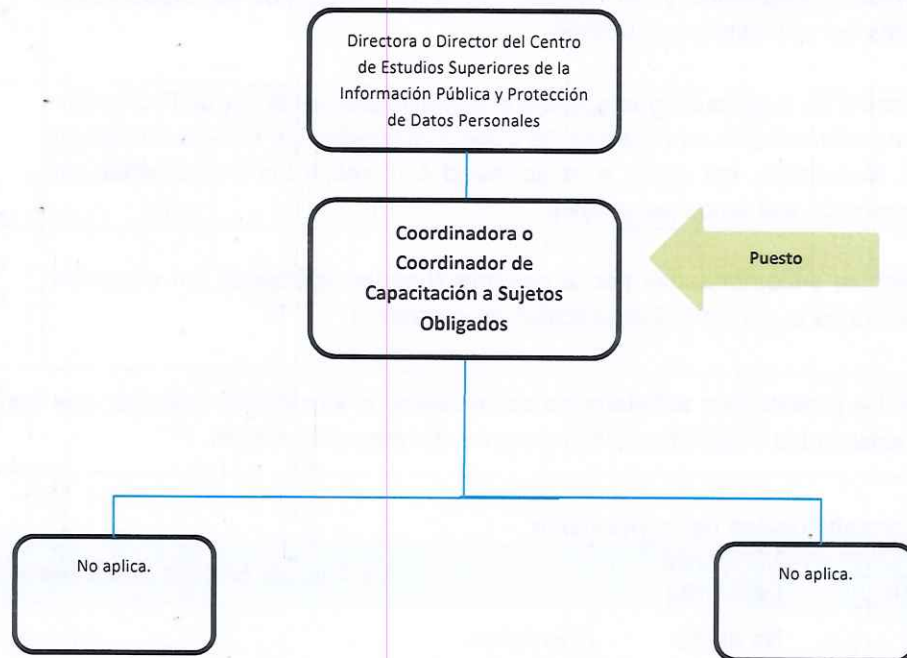 Directora o Director del Centro
de Estudios Superiores de la
Información Pública y Protección
de Datos Personales
Coordinadora o
Coordinador de
Capacitación a Sujetos
Obligados
Puesto
No aplica.
No aplica.